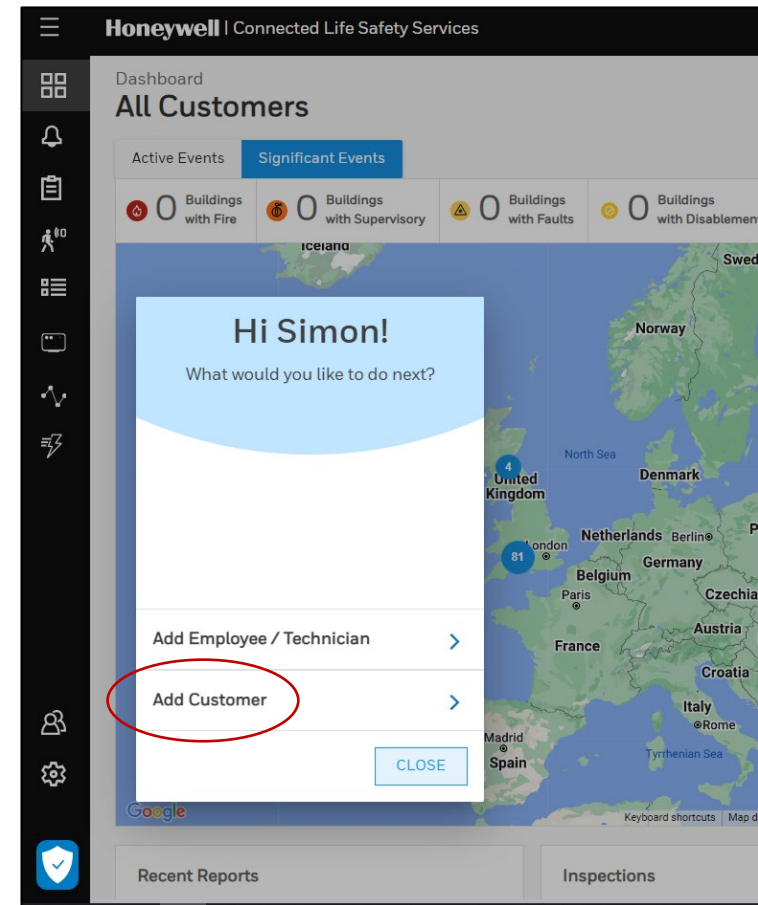 Honeywell | Connected Life Safety Services
Dashboard
All Customers
Active Events
Significant Events
0 Buildings
with Fire
0 Buildings
with Supervisory
0 Buildings
with Faults
0 Buildings
with Disablement
Iceland
Swed
Hi Simon!
What would you like to do next?
Norway
North Sea
4
United
Kingdom
Denmark
London
81
Netherlands
Berlin
P
Belgium
Germany
Paris
Czechia
Austria
France
Croatia
Italy
Rome
Madrid
Spain
Tyrrhenian Sea
Add Employee / Technician
Add Customer
CLOSE
Google
Keyboard shortcuts
Map d
Recent Reports
Inspections